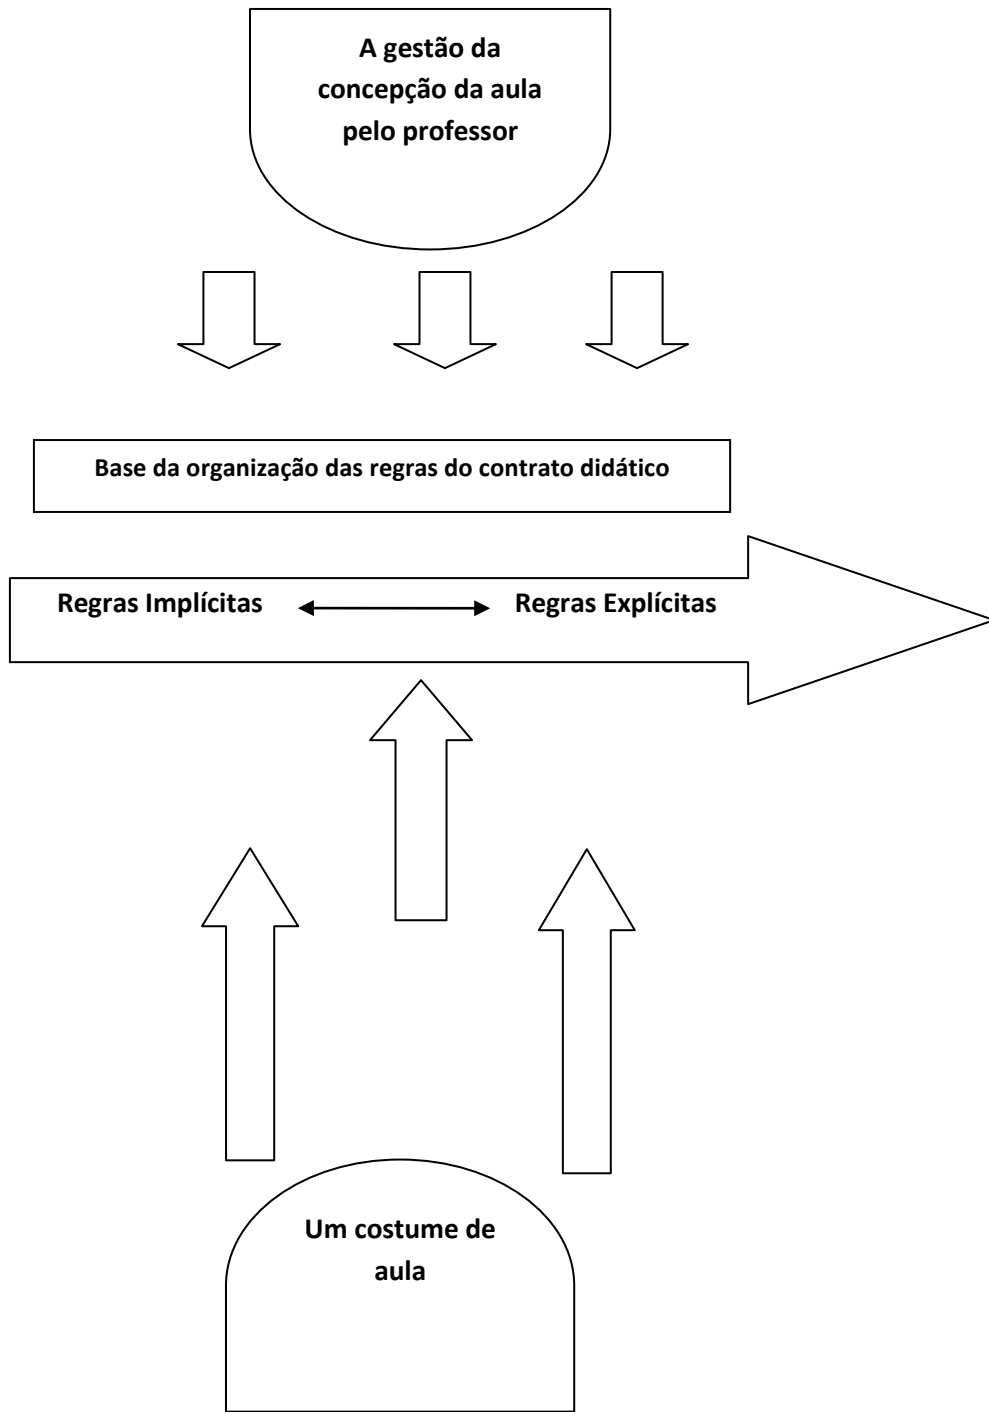 A gestão da
concepção da aula
pelo professor
Base da organização das regras do contrato didático
Regras Implícitas Regras Explícitas
Um costume de
aula